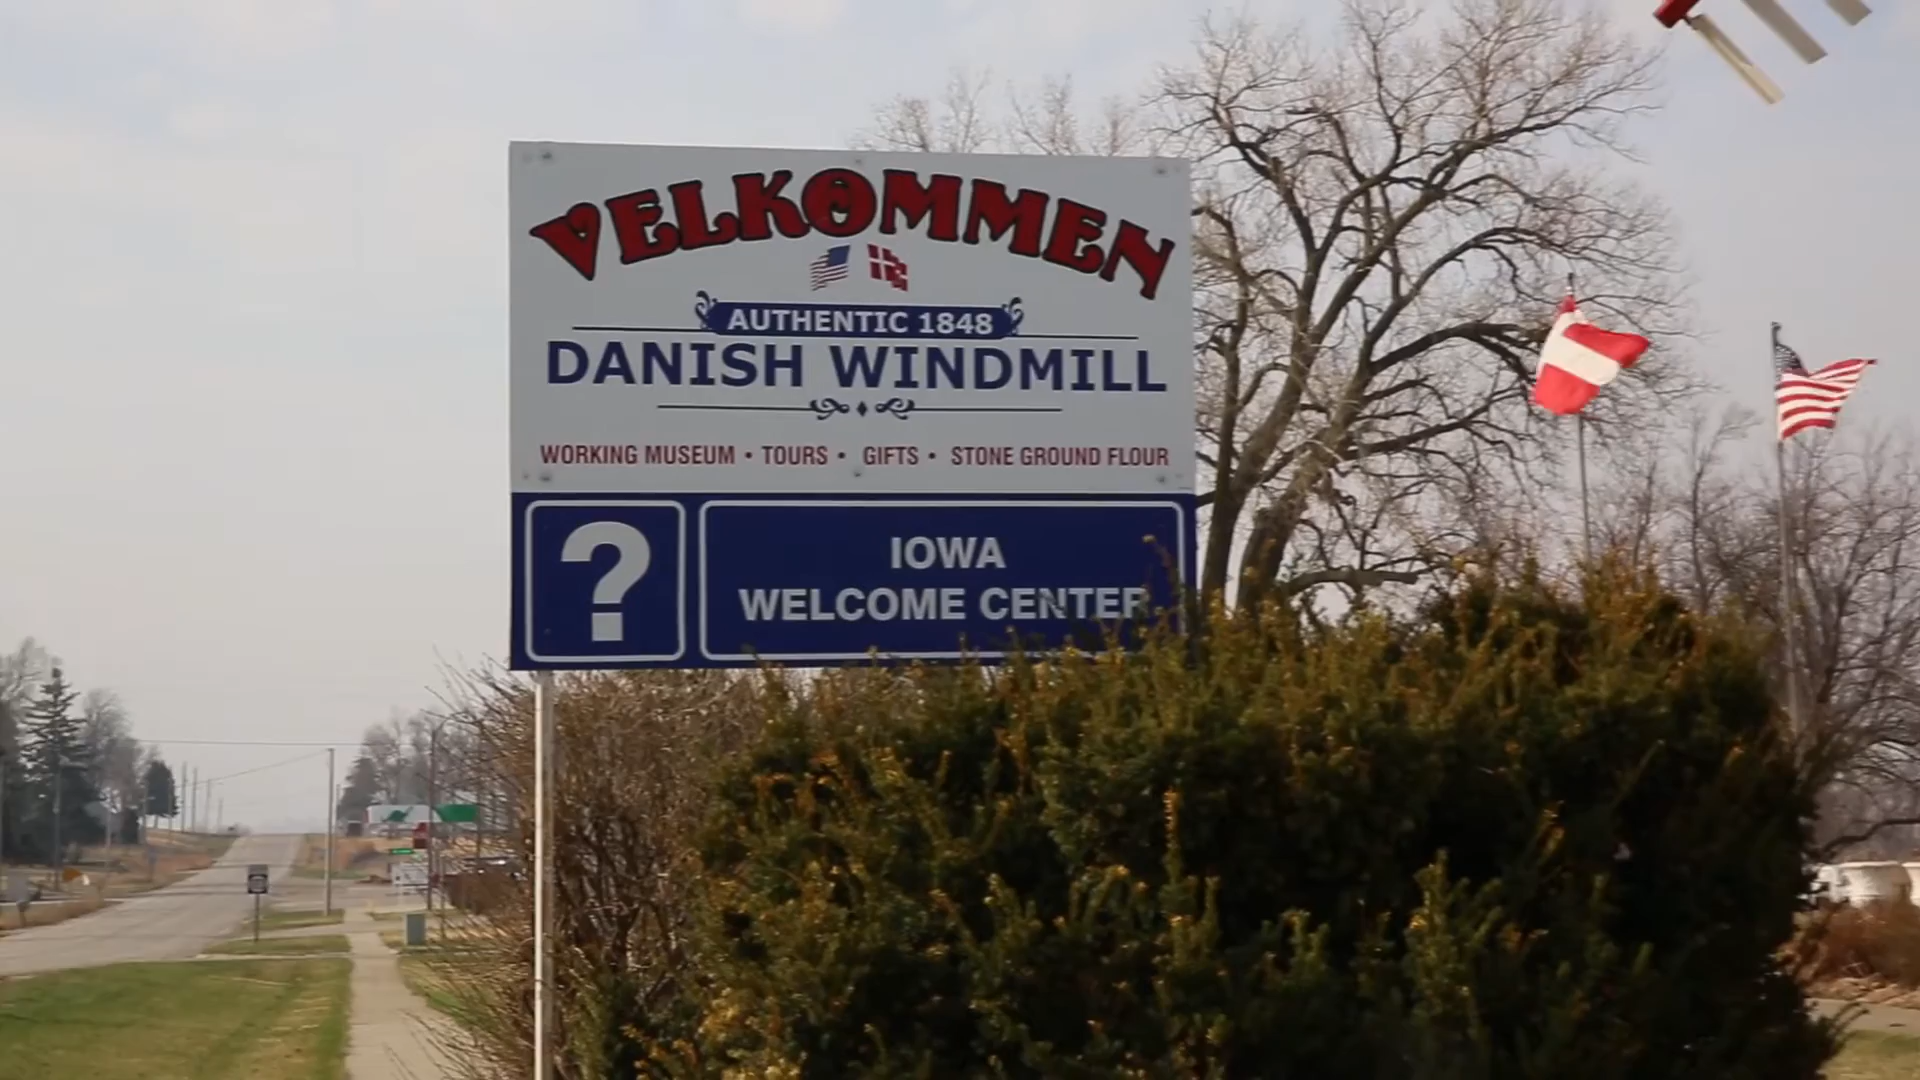 VELKOMMEN
AUTHENTIC 1848
DANISH WINDMILL
WORKING MUSEUM • TOURS • GIFTS • STONE GROUND FLOUR
?
IOWA
WELCOME CENTER